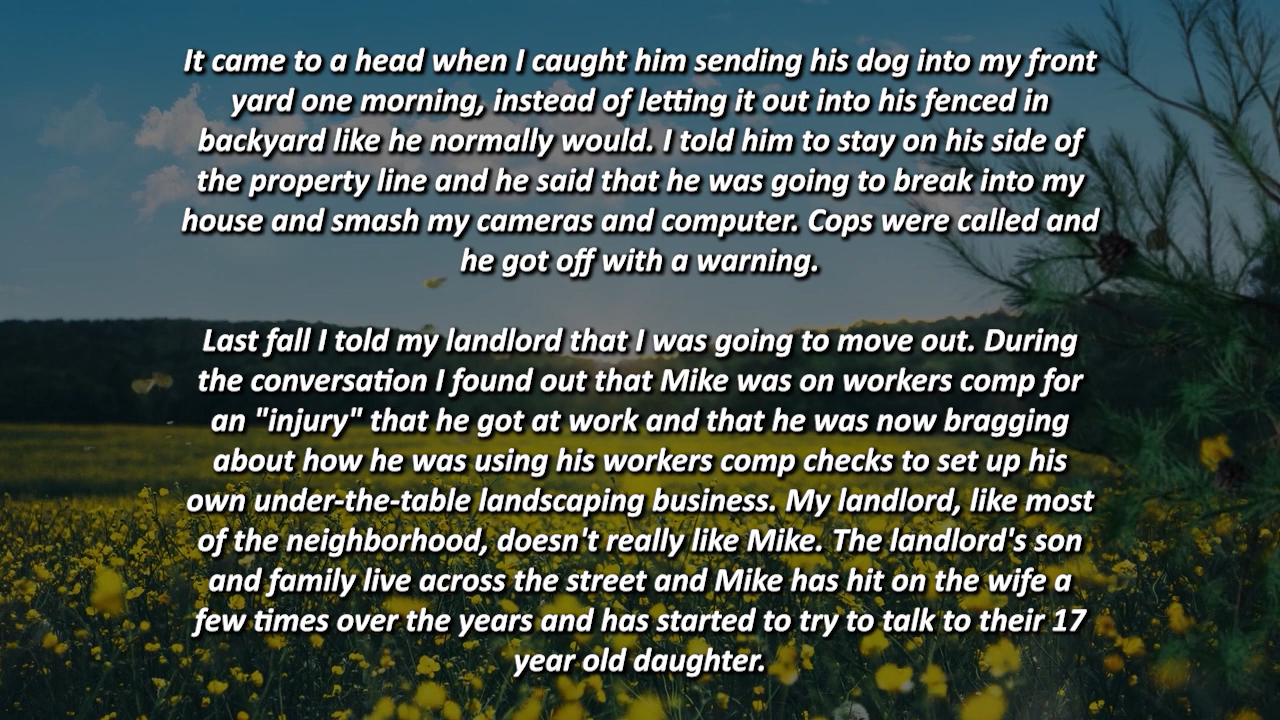 It came to a head when I caught him sending his dog into my front
yard one morning, instead of letting it out into his fenced in
backyard like he normally would. I told him to stay on his side of
the property line and he said that he was going to break into my
house and smash my cameras and computer. Cops were called and
he got off with a warning.
Last fall I told my landlord that I was going to move out. During
the conversation I found out that Mike was on workers comp for
an "injury" that he got at work and that he was now bragging
about how he was using his workers comp checks to set up his
own under-the-table landscaping business. My landlord, like most
of the neighborhood, doesn't really like Mike. The landlord's son
and family live across the street and Mike has hit on the wife a
few times over the years and has started to try to talk to their 17
year old daughter.